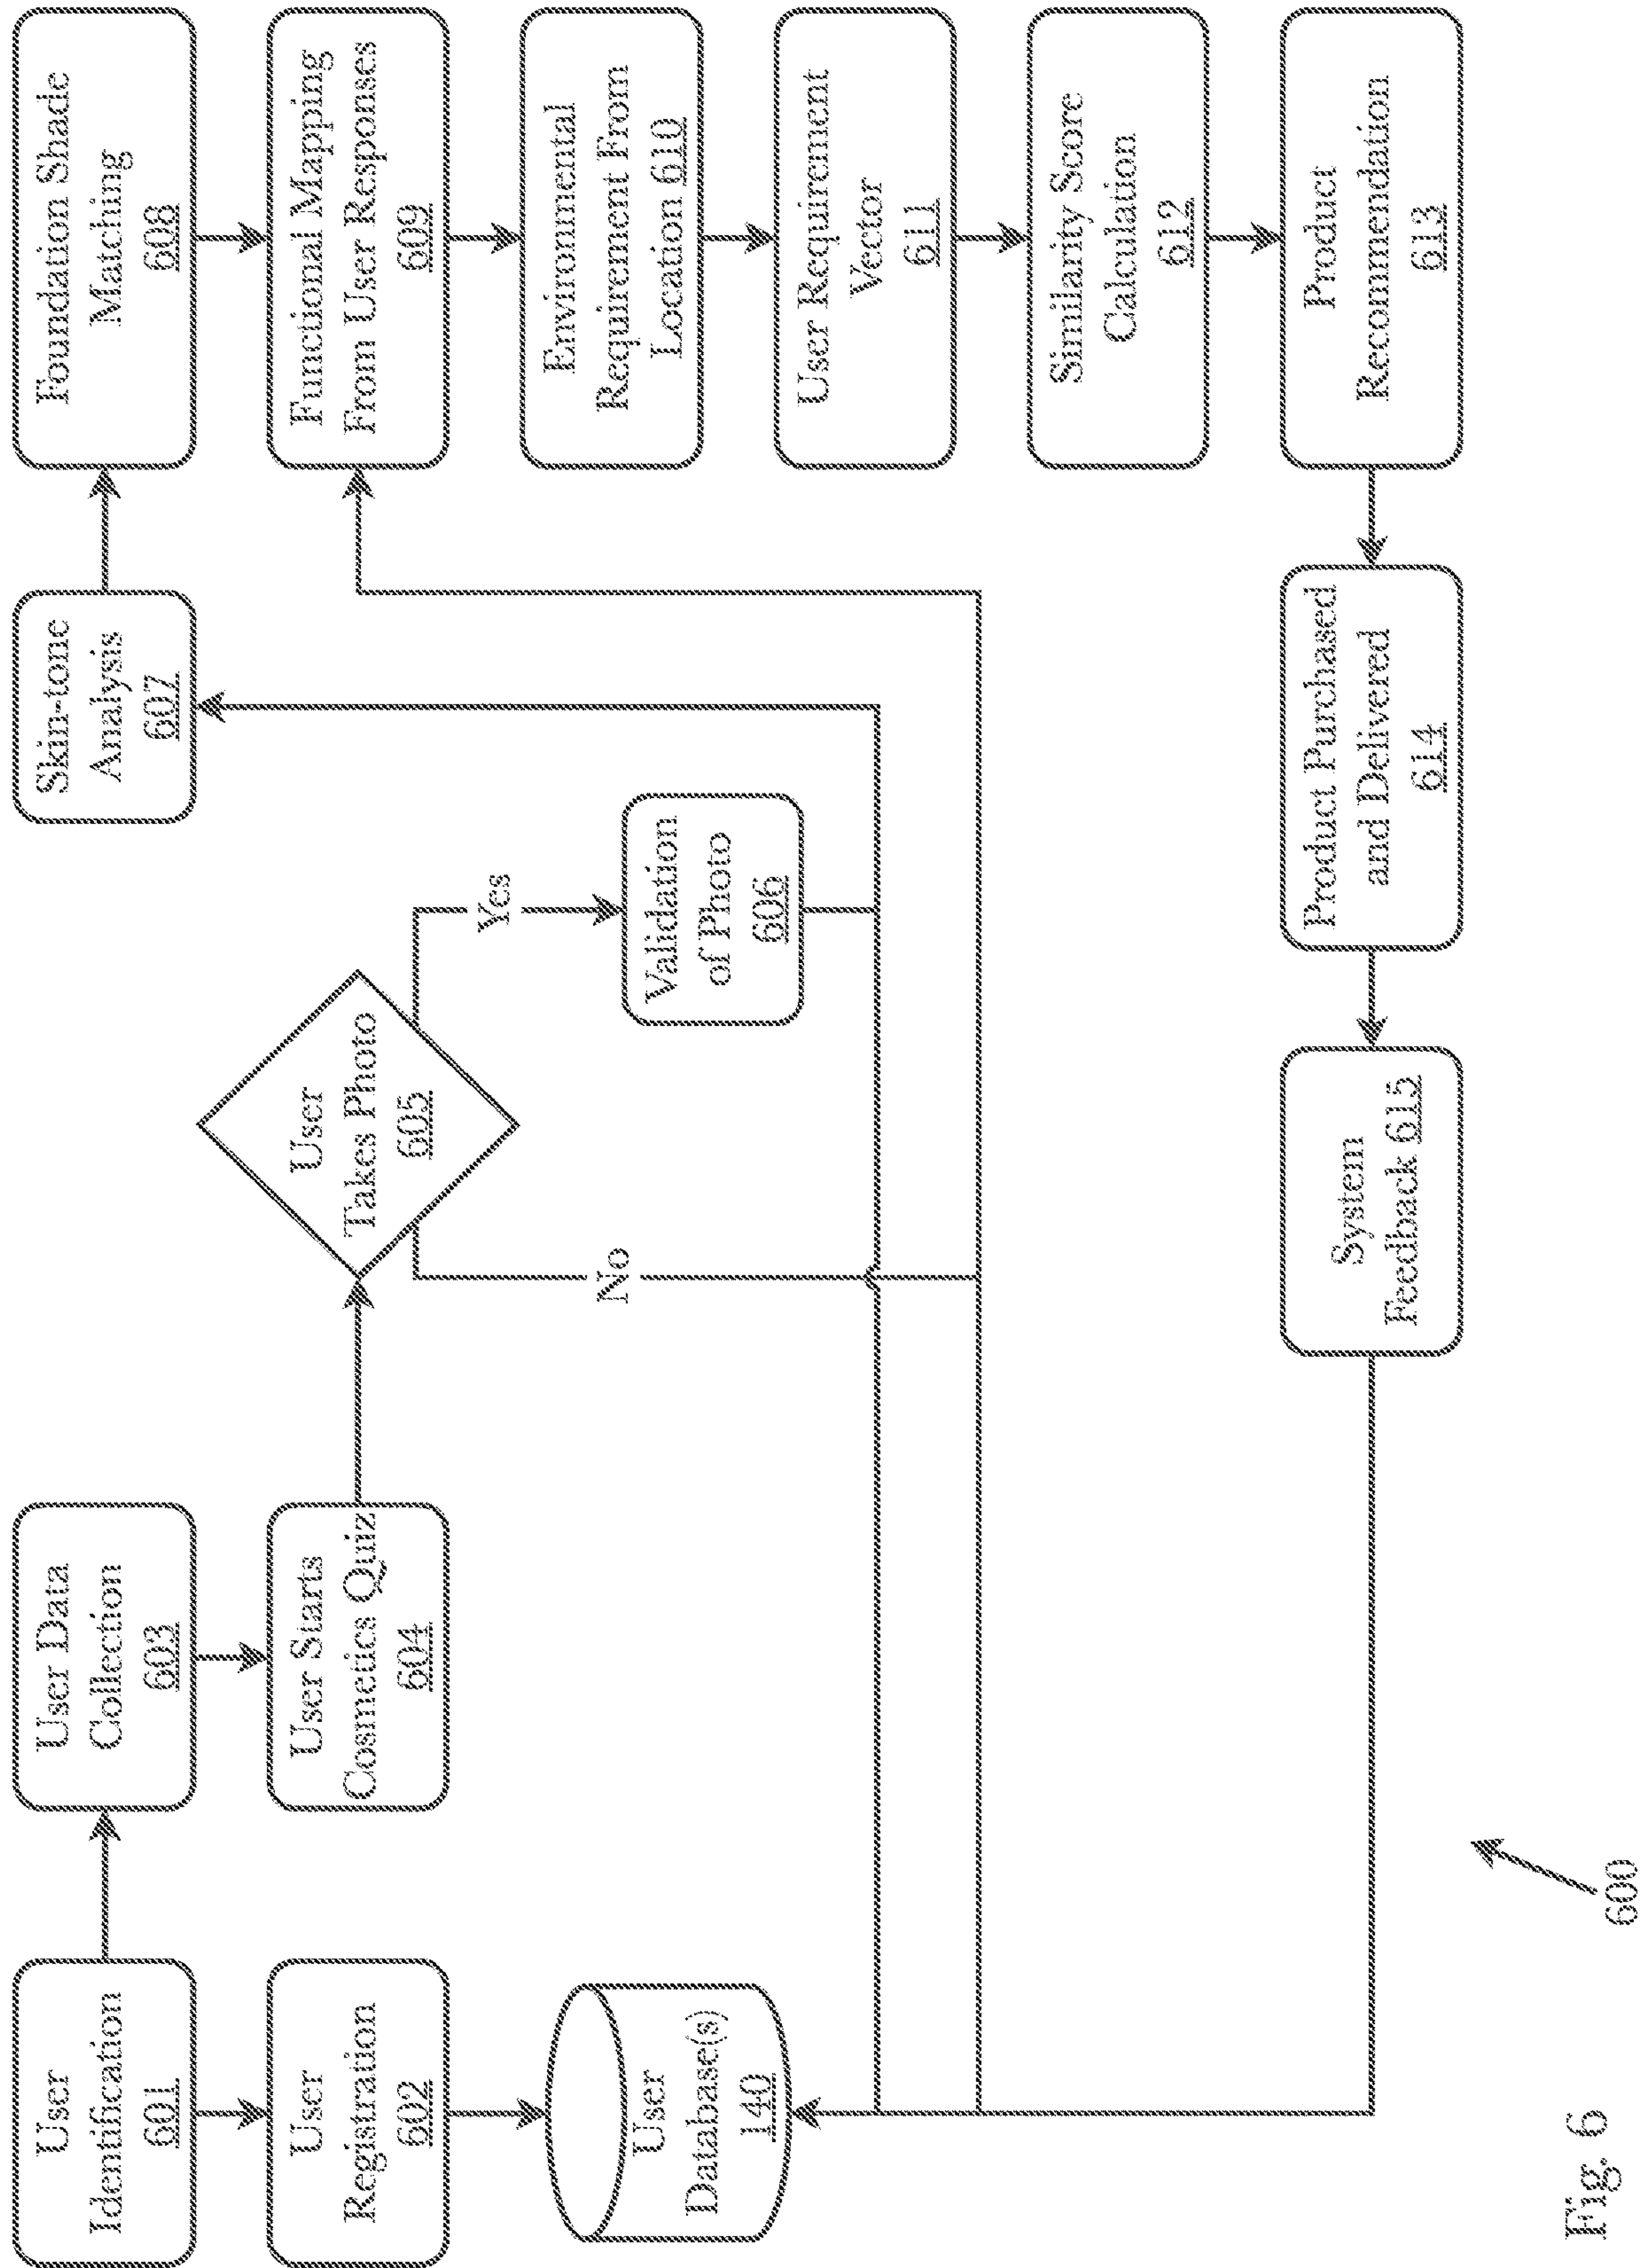 User
Identification
601
User
Registration
602
User
Database(s)
140
User Data
Collection
603
User Starts
Cosmetics Quiz
604
User
Takes Photo
605
No
Yes
Validation
of Photo
606
Skin-tone
Analysis
607
Foundation Shade
Matching
608
Functional Mapping
From User Responses
609
Environmental
Requirement From
Location 610
User Requirement
Vector
611
Similarity Score
Calculation
612
Product
Recommendation
613
Product Purchased
and Delivered
614
System
Feedback 615
600
Fig. 6